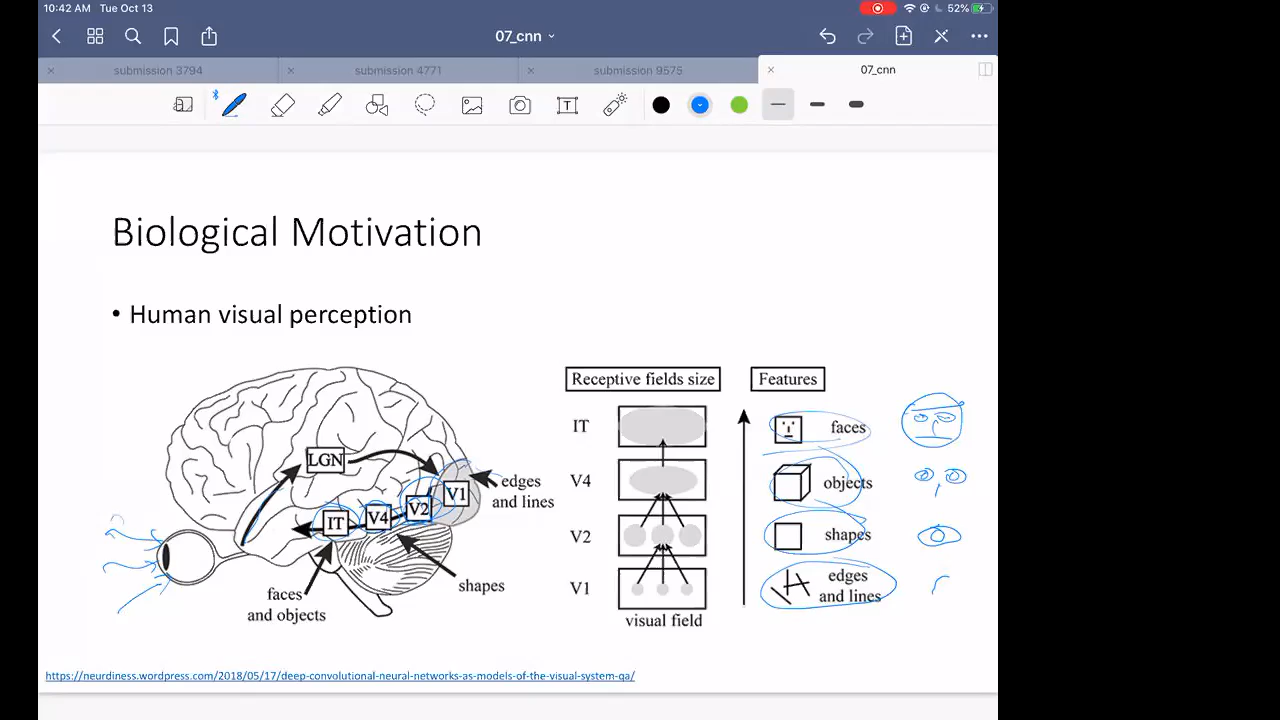 10:42 AM Tue Oct 13
52%
07_cnn
submission 3794
submission 4771
submission 9575
07_cnn
T
Biological Motivation
• Human visual perception
LGN
V1
V2
V4
IT
edges
and lines
shapes
faces
and objects
Receptive fields size
Features
IT
faces
V4
objects
V2
shapes
V1
edges
and lines
visual field
https://neurdiness.wordpress.com/2018/05/17/deep-convolutional-neural-networks-as-models-of-the-visual-system-qa/